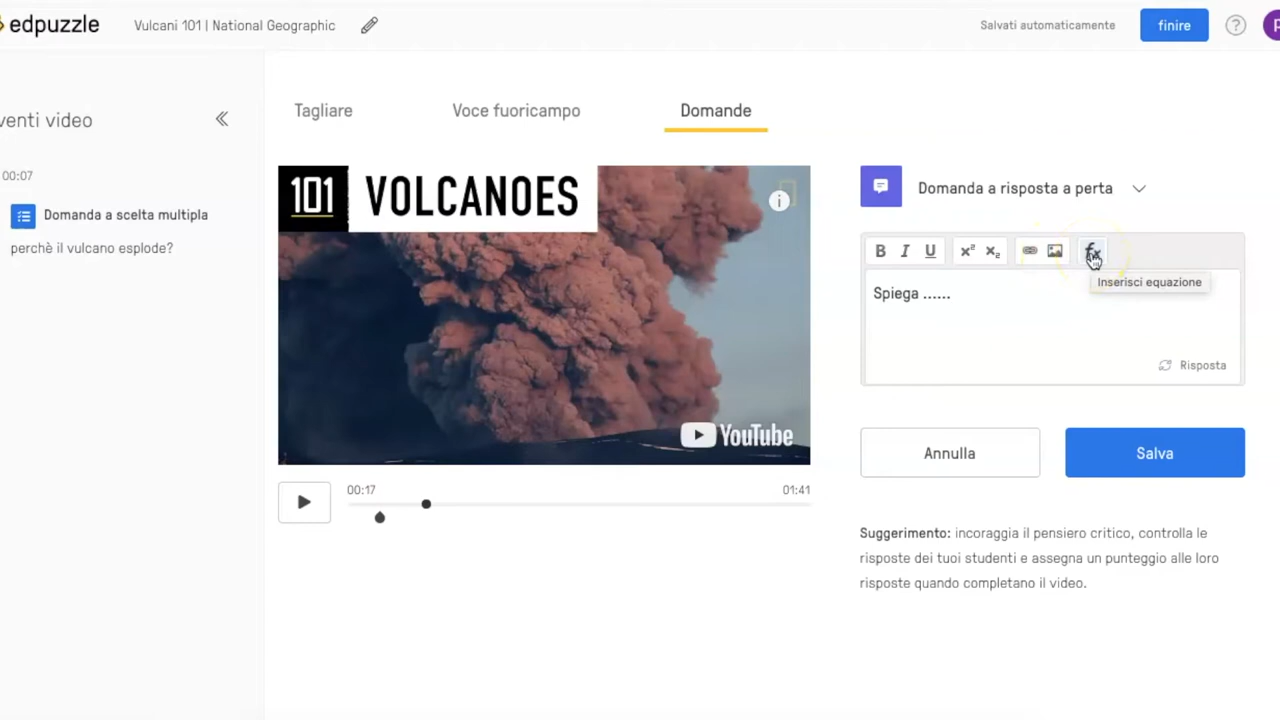 edpuzzle
Vulcani 101 | National Geographic
Salvati automaticamente
finire
?
venti video
00:07
Domanda a scelta multipla
perchè il vulcano esplode?
Tagliare
Voce fuoricampo
Domande
101 VOLCANOES
i
YouTube
00:17
01:41
Domanda a risposta a perta
B I U x² x₂ fx
Inserisci equazione
Spiega ......
Risposta
Annulla
Salva
Suggerimento: incoraggia il pensiero critico, controlla le
risposte dei tuoi studenti e assegna un punteggio alle loro
risposte quando completano il video.